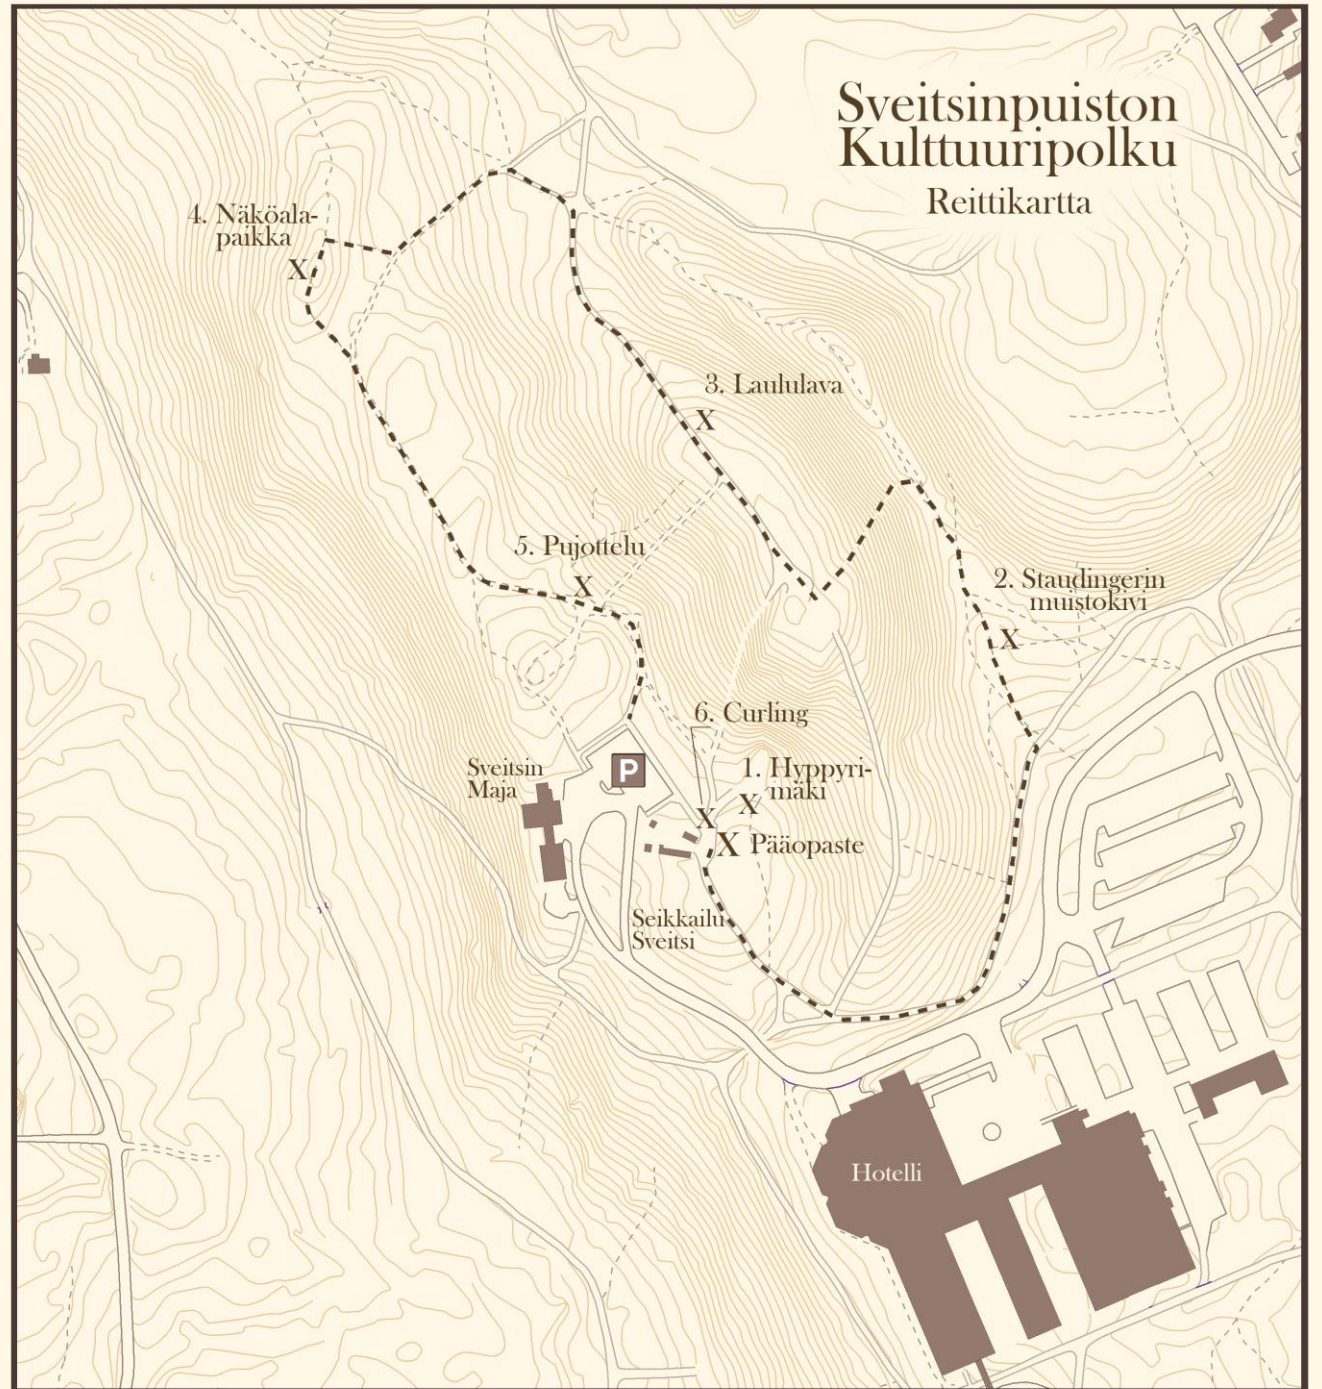 Sveitsinpuiston
Kulttuuripolku
Reittikartta
4. Näköala-
paikka
X
3. Laululava
X
5. Pujottelu
X
2. Staudingerin
muistokivi
X
6. Curling
Sveitsin
Maja
P
1. Hyppyri-
mäki
X
X
X Pääopaste
Seikkailu
Sveitsi
Hotelli